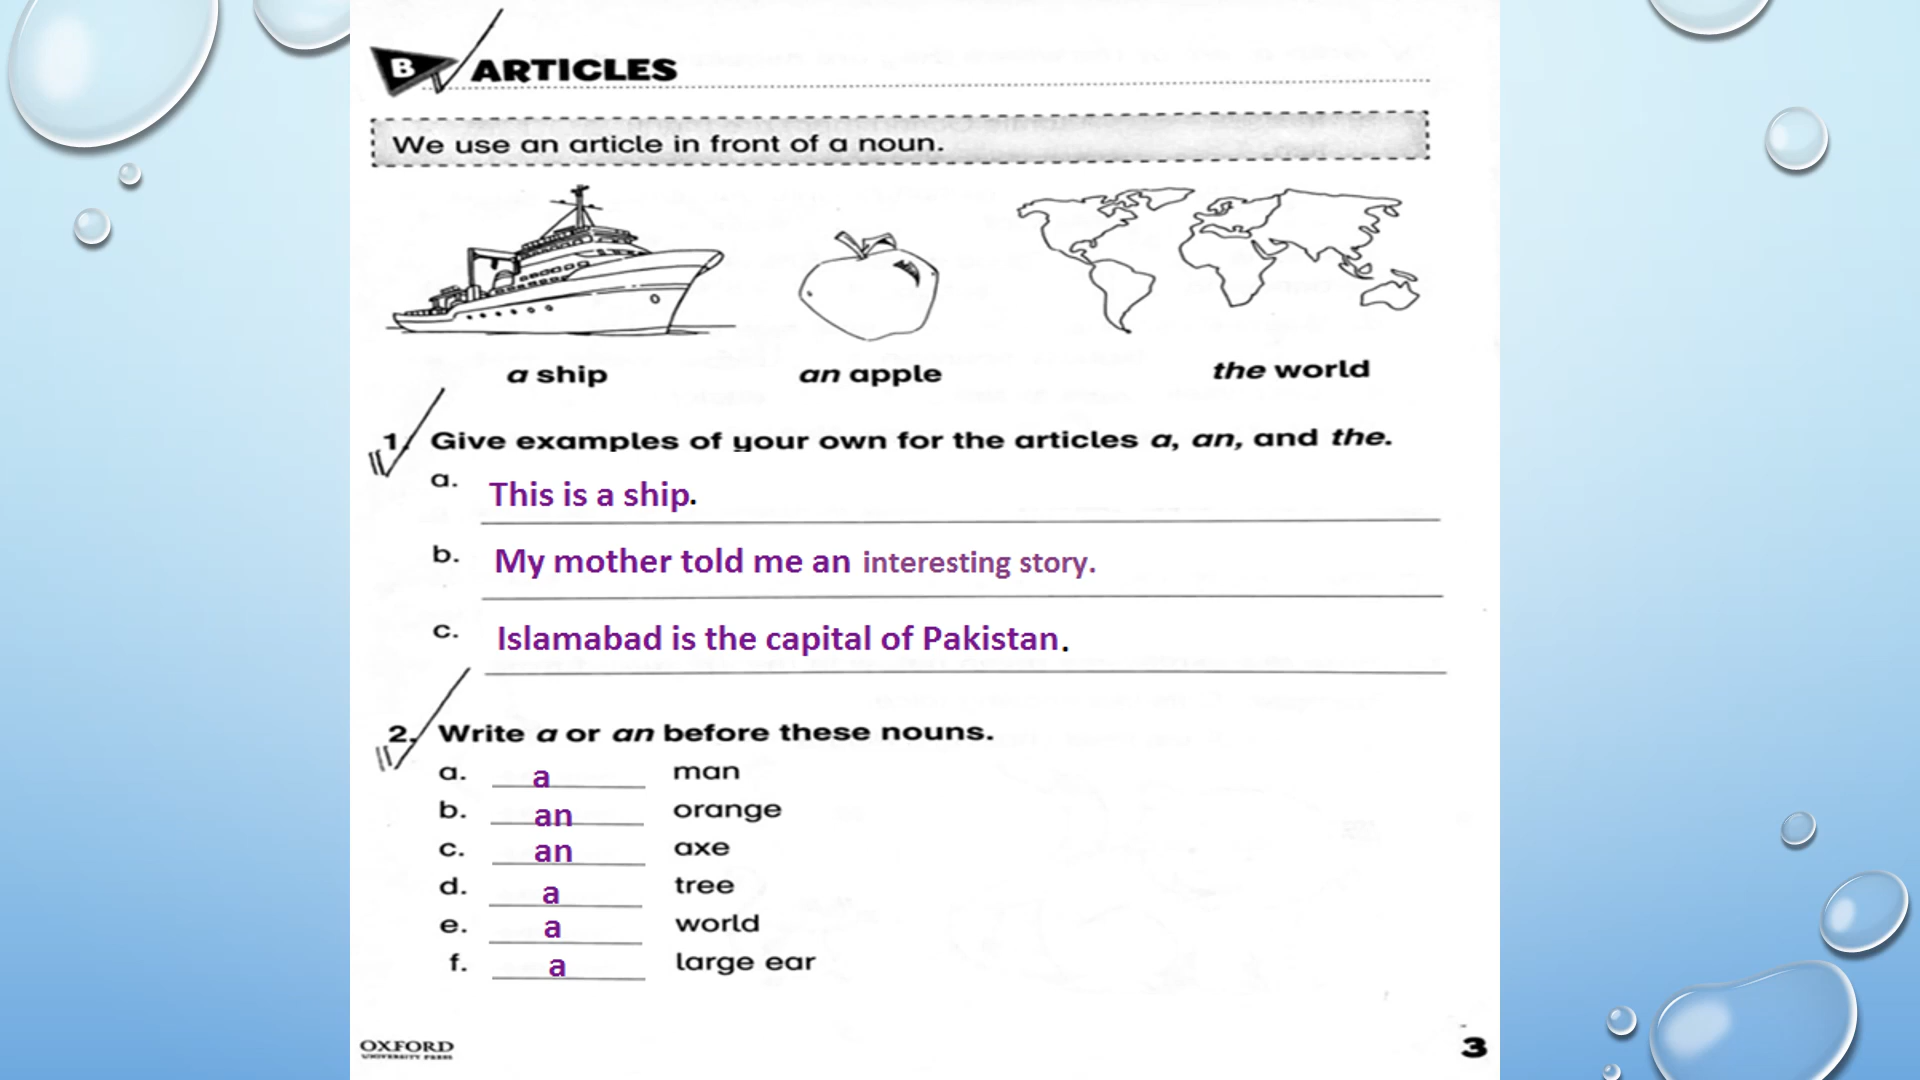 B ARTICLES
We use an article in front of a noun.
a ship
an apple
the world
1. Give examples of your own for the articles a, an, and the.
a. This is a ship.
b. My mother told me an interesting story.
c. Islamabad is the capital of Pakistan.
2. Write a or an before these nouns.
a. a man
b. an orange
c. an axe
d. a tree
e. a world
f. a large ear
OXFORD
UNIVERSITY PRESS
3